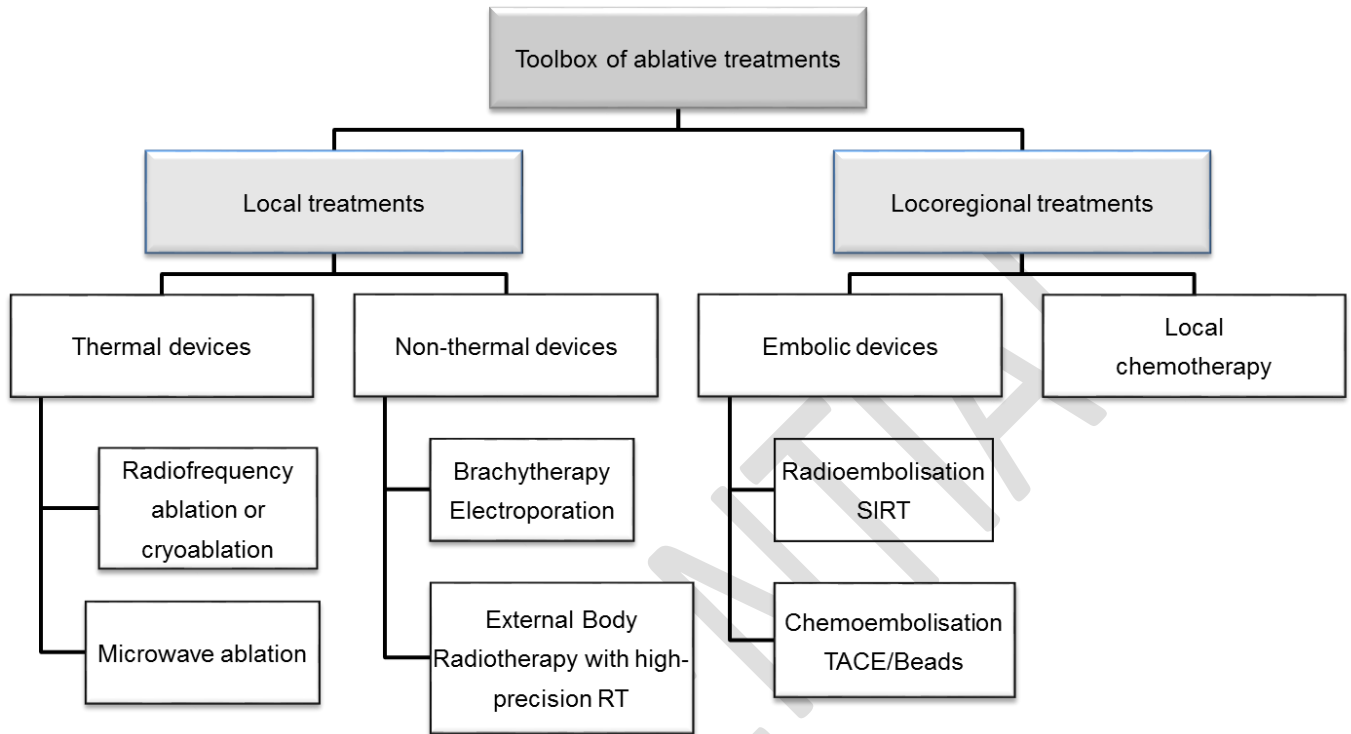 Toolbox of ablative treatments
Local treatments
Locoregional treatments
Thermal devices
Non-thermal devices
Embolic devices
Local
chemotherapy
Radiofrequency
ablation or
cryoablation
Brachytherapy
Electroporation
Radioembolisation
SIRT
Microwave ablation
External Body
Radiotherapy with high-
precision RT
Chemoembolisation
TACE/Beads